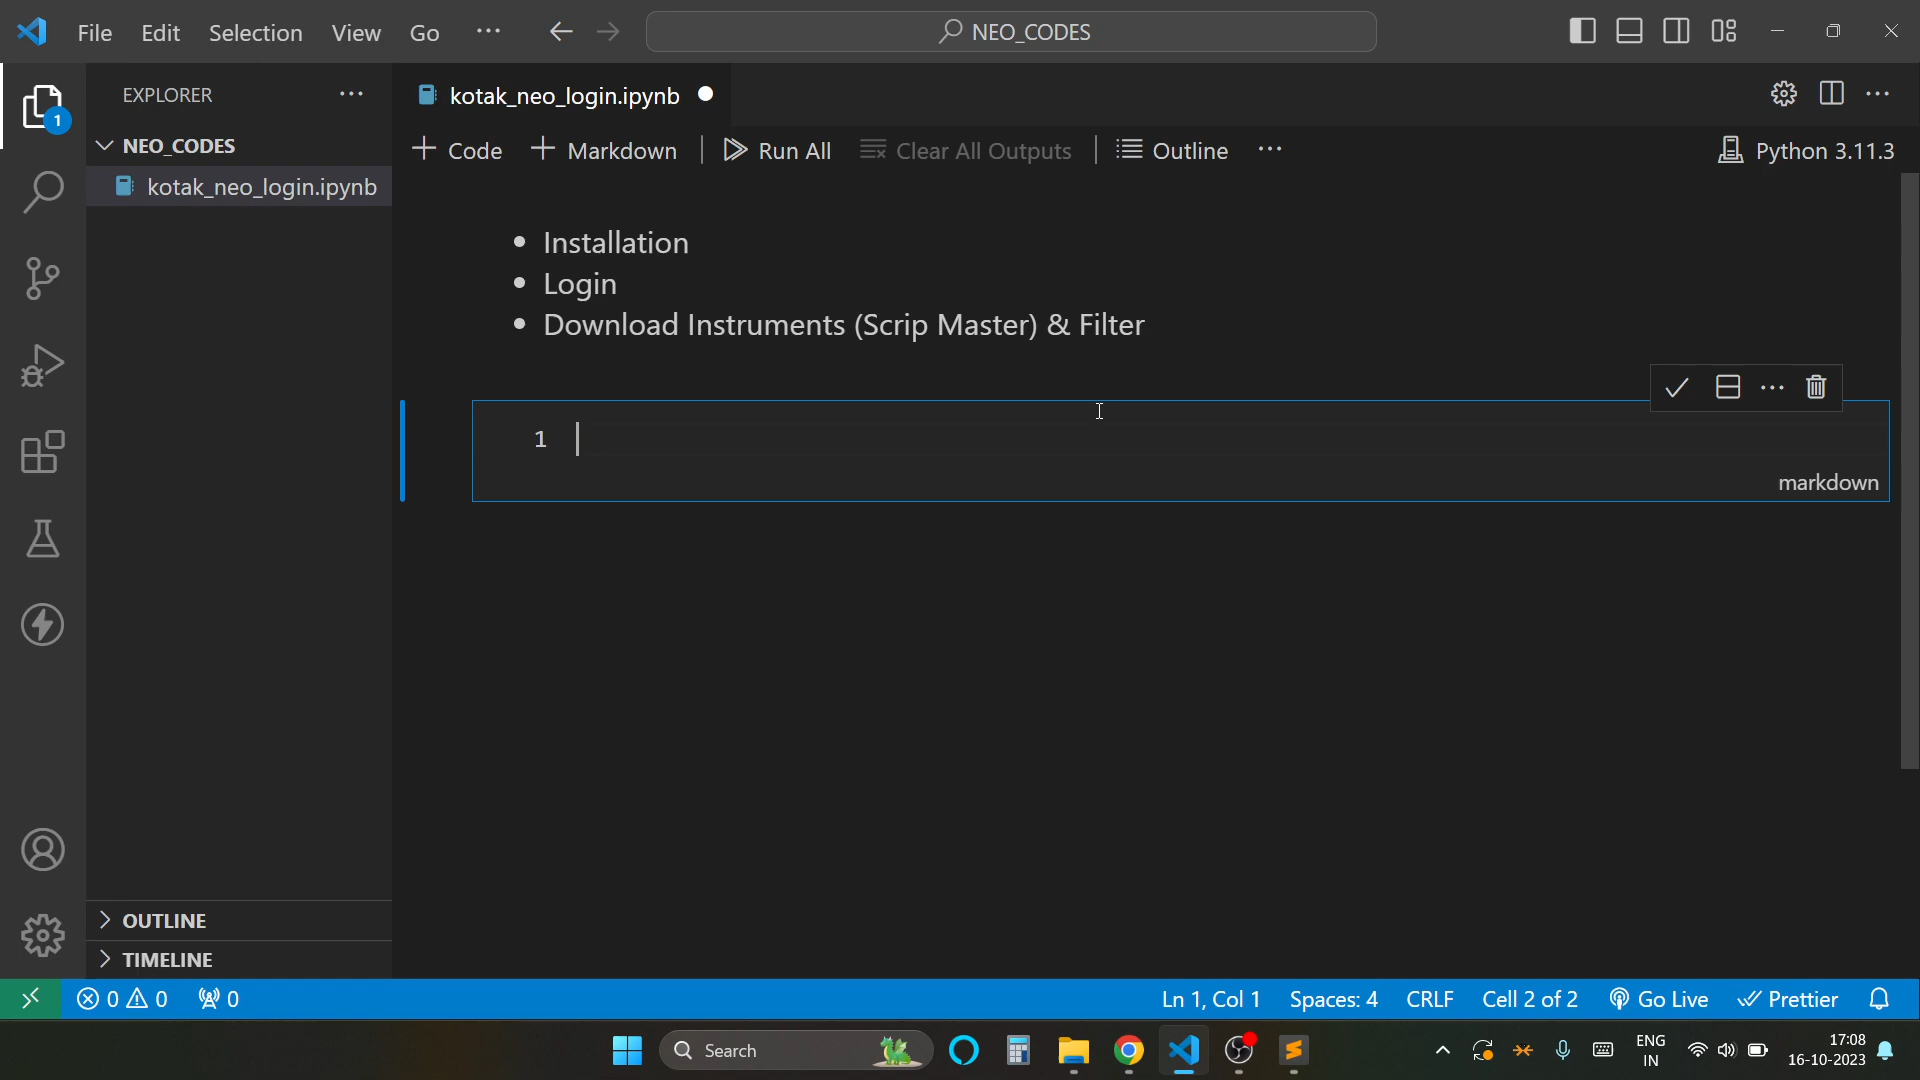 File Edit Selection View Go ··· NEO_CODES
EXPLORER ··· kotak_neo_login.ipynb
NEO_CODES
kotak_neo_login.ipynb
1
+ Code + Markdown Run All Clear All Outputs Outline ··· Python 3.11.3
• Installation
• Login
• Download Instruments (Scrip Master) & Filter
1
markdown
OUTLINE
TIMELINE
0 0 0 Ln 1, Col 1 Spaces: 4 CRLF Cell 2 of 2 Go Live Prettier
Search
ENG
IN
17:08
16-10-2023